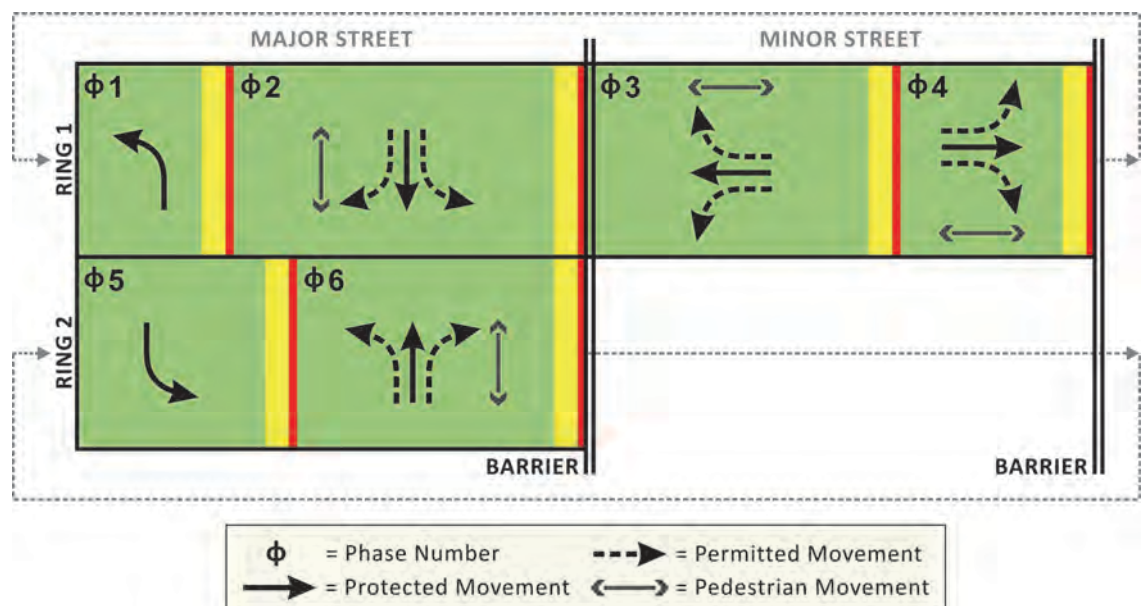 MAJOR STREET
MINOR STREET
RING 1
ϕ1
ϕ2
ϕ3
ϕ4
RING 2
ϕ5
ϕ6
BARRIER
BARRIER
ϕ = Phase Number
= Permitted Movement
= Protected Movement
= Pedestrian Movement